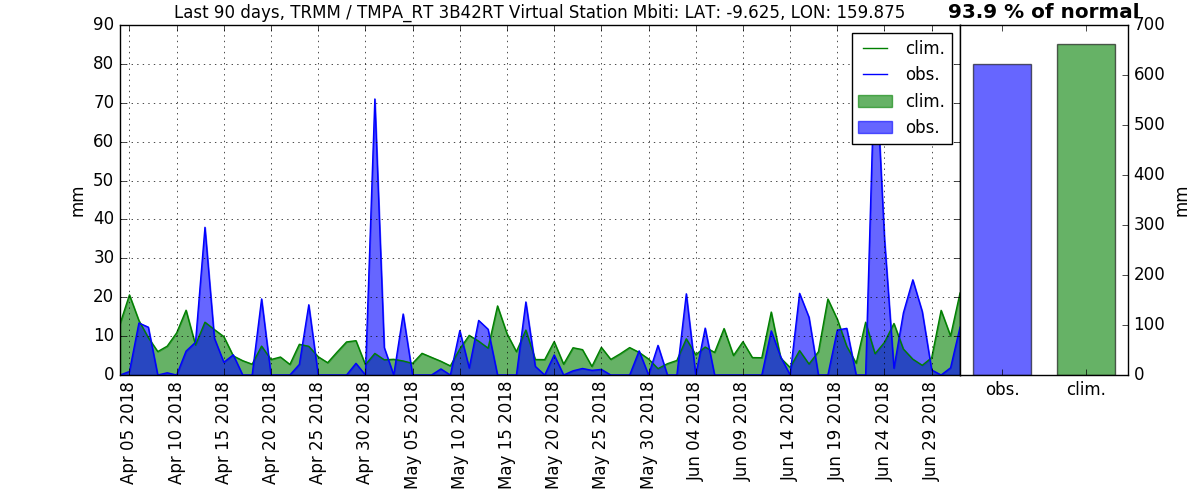 Last 90 days, TRMM / TMPA_RT 3B42RT Virtual Station Mbiti: LAT: -9.625, LON: 159.875
93.9 % of normal
mm
90
80
70
60
50
40
30
20
10
0
clim.
obs.
clim.
obs.
Apr 05 2018
Apr 10 2018
Apr 15 2018
Apr 20 2018
Apr 25 2018
Apr 30 2018
May 05 2018
May 10 2018
May 15 2018
May 20 2018
May 25 2018
May 30 2018
Jun 04 2018
Jun 09 2018
Jun 14 2018
Jun 19 2018
Jun 24 2018
Jun 29 2018
obs.
clim.
700
600
500
400
300
200
100
0
mm